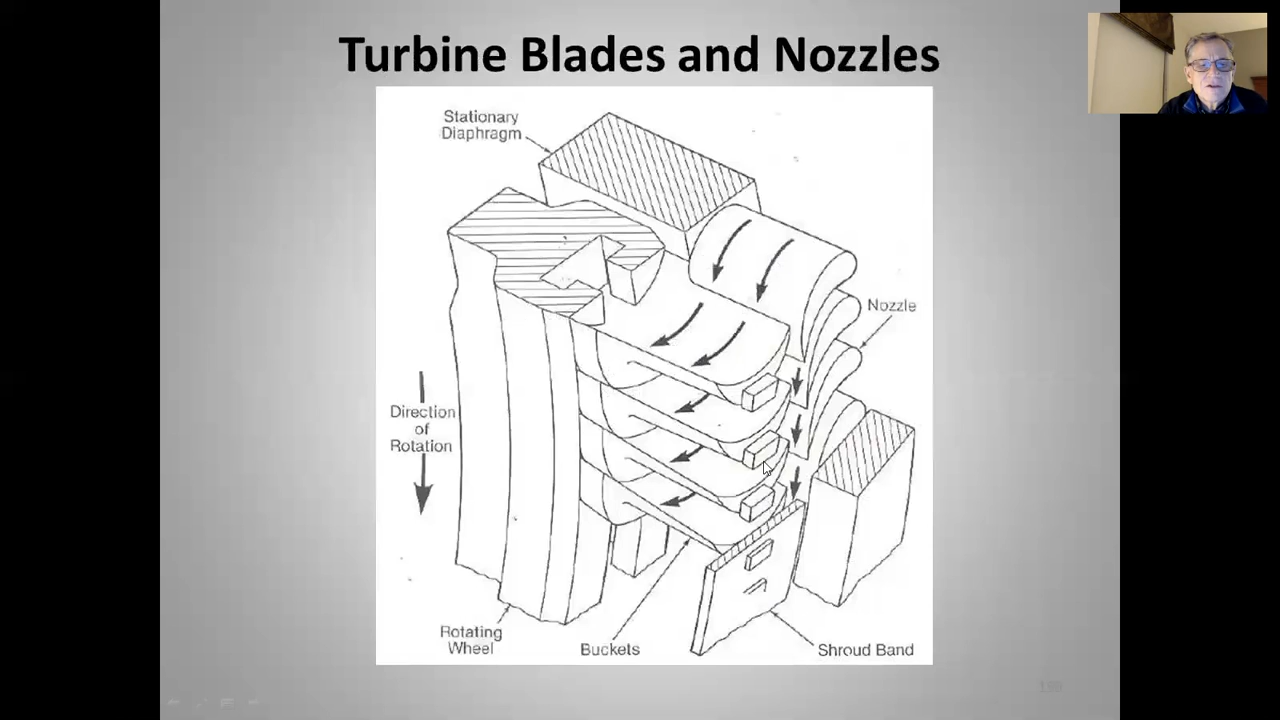 Turbine Blades and Nozzles
Stationary
Diaphragm
Nozzle
Direction
of
Rotation
Rotating
Wheel
Buckets
Shroud Band